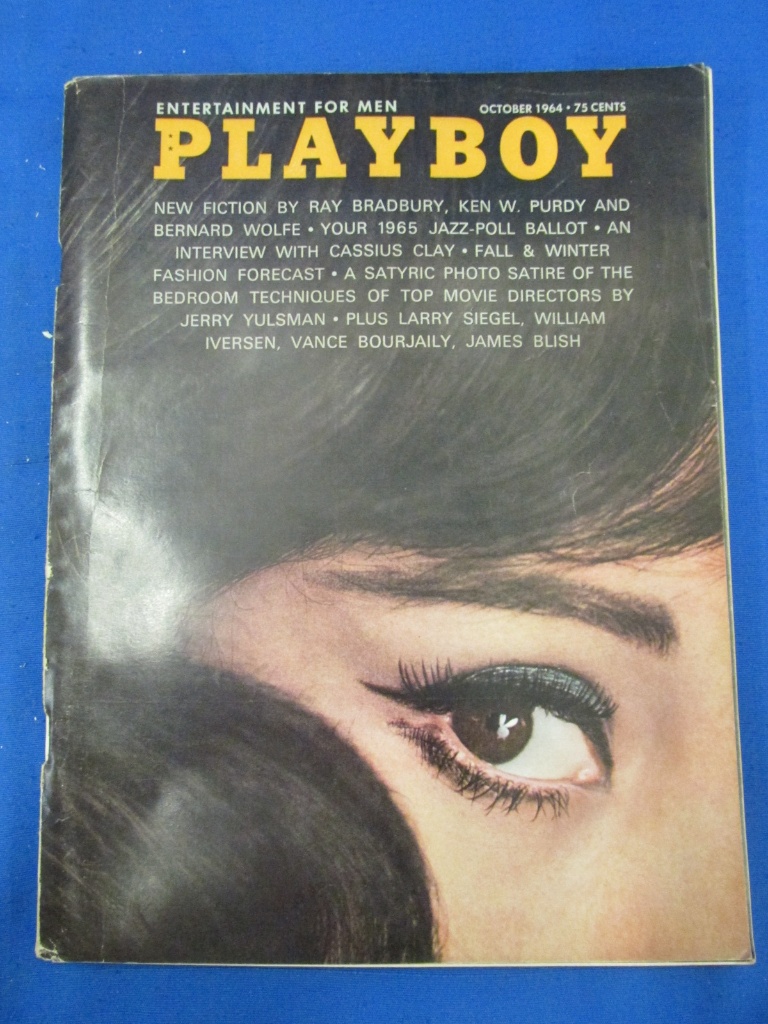 ENTERTAINMENT FOR MEN OCTOBER 1964 • 75 CENTS
PLAYBOY
NEW FICTION BY RAY BRADBURY, KEN W. PURDY AND
BERNARD WOLFE • YOUR 1965 JAZZ-POLL BALLOT • AN
INTERVIEW WITH CASSIUS CLAY • FALL & WINTER
FASHION FORECAST • A SATYRIC PHOTO SATIRE OF THE
BEDROOM TECHNIQUES OF TOP MOVIE DIRECTORS BY
JERRY YULSMAN • PLUS LARRY SIEGEL, WILLIAM
IVERSEN, VANCE BOURJAILY, JAMES BLISH